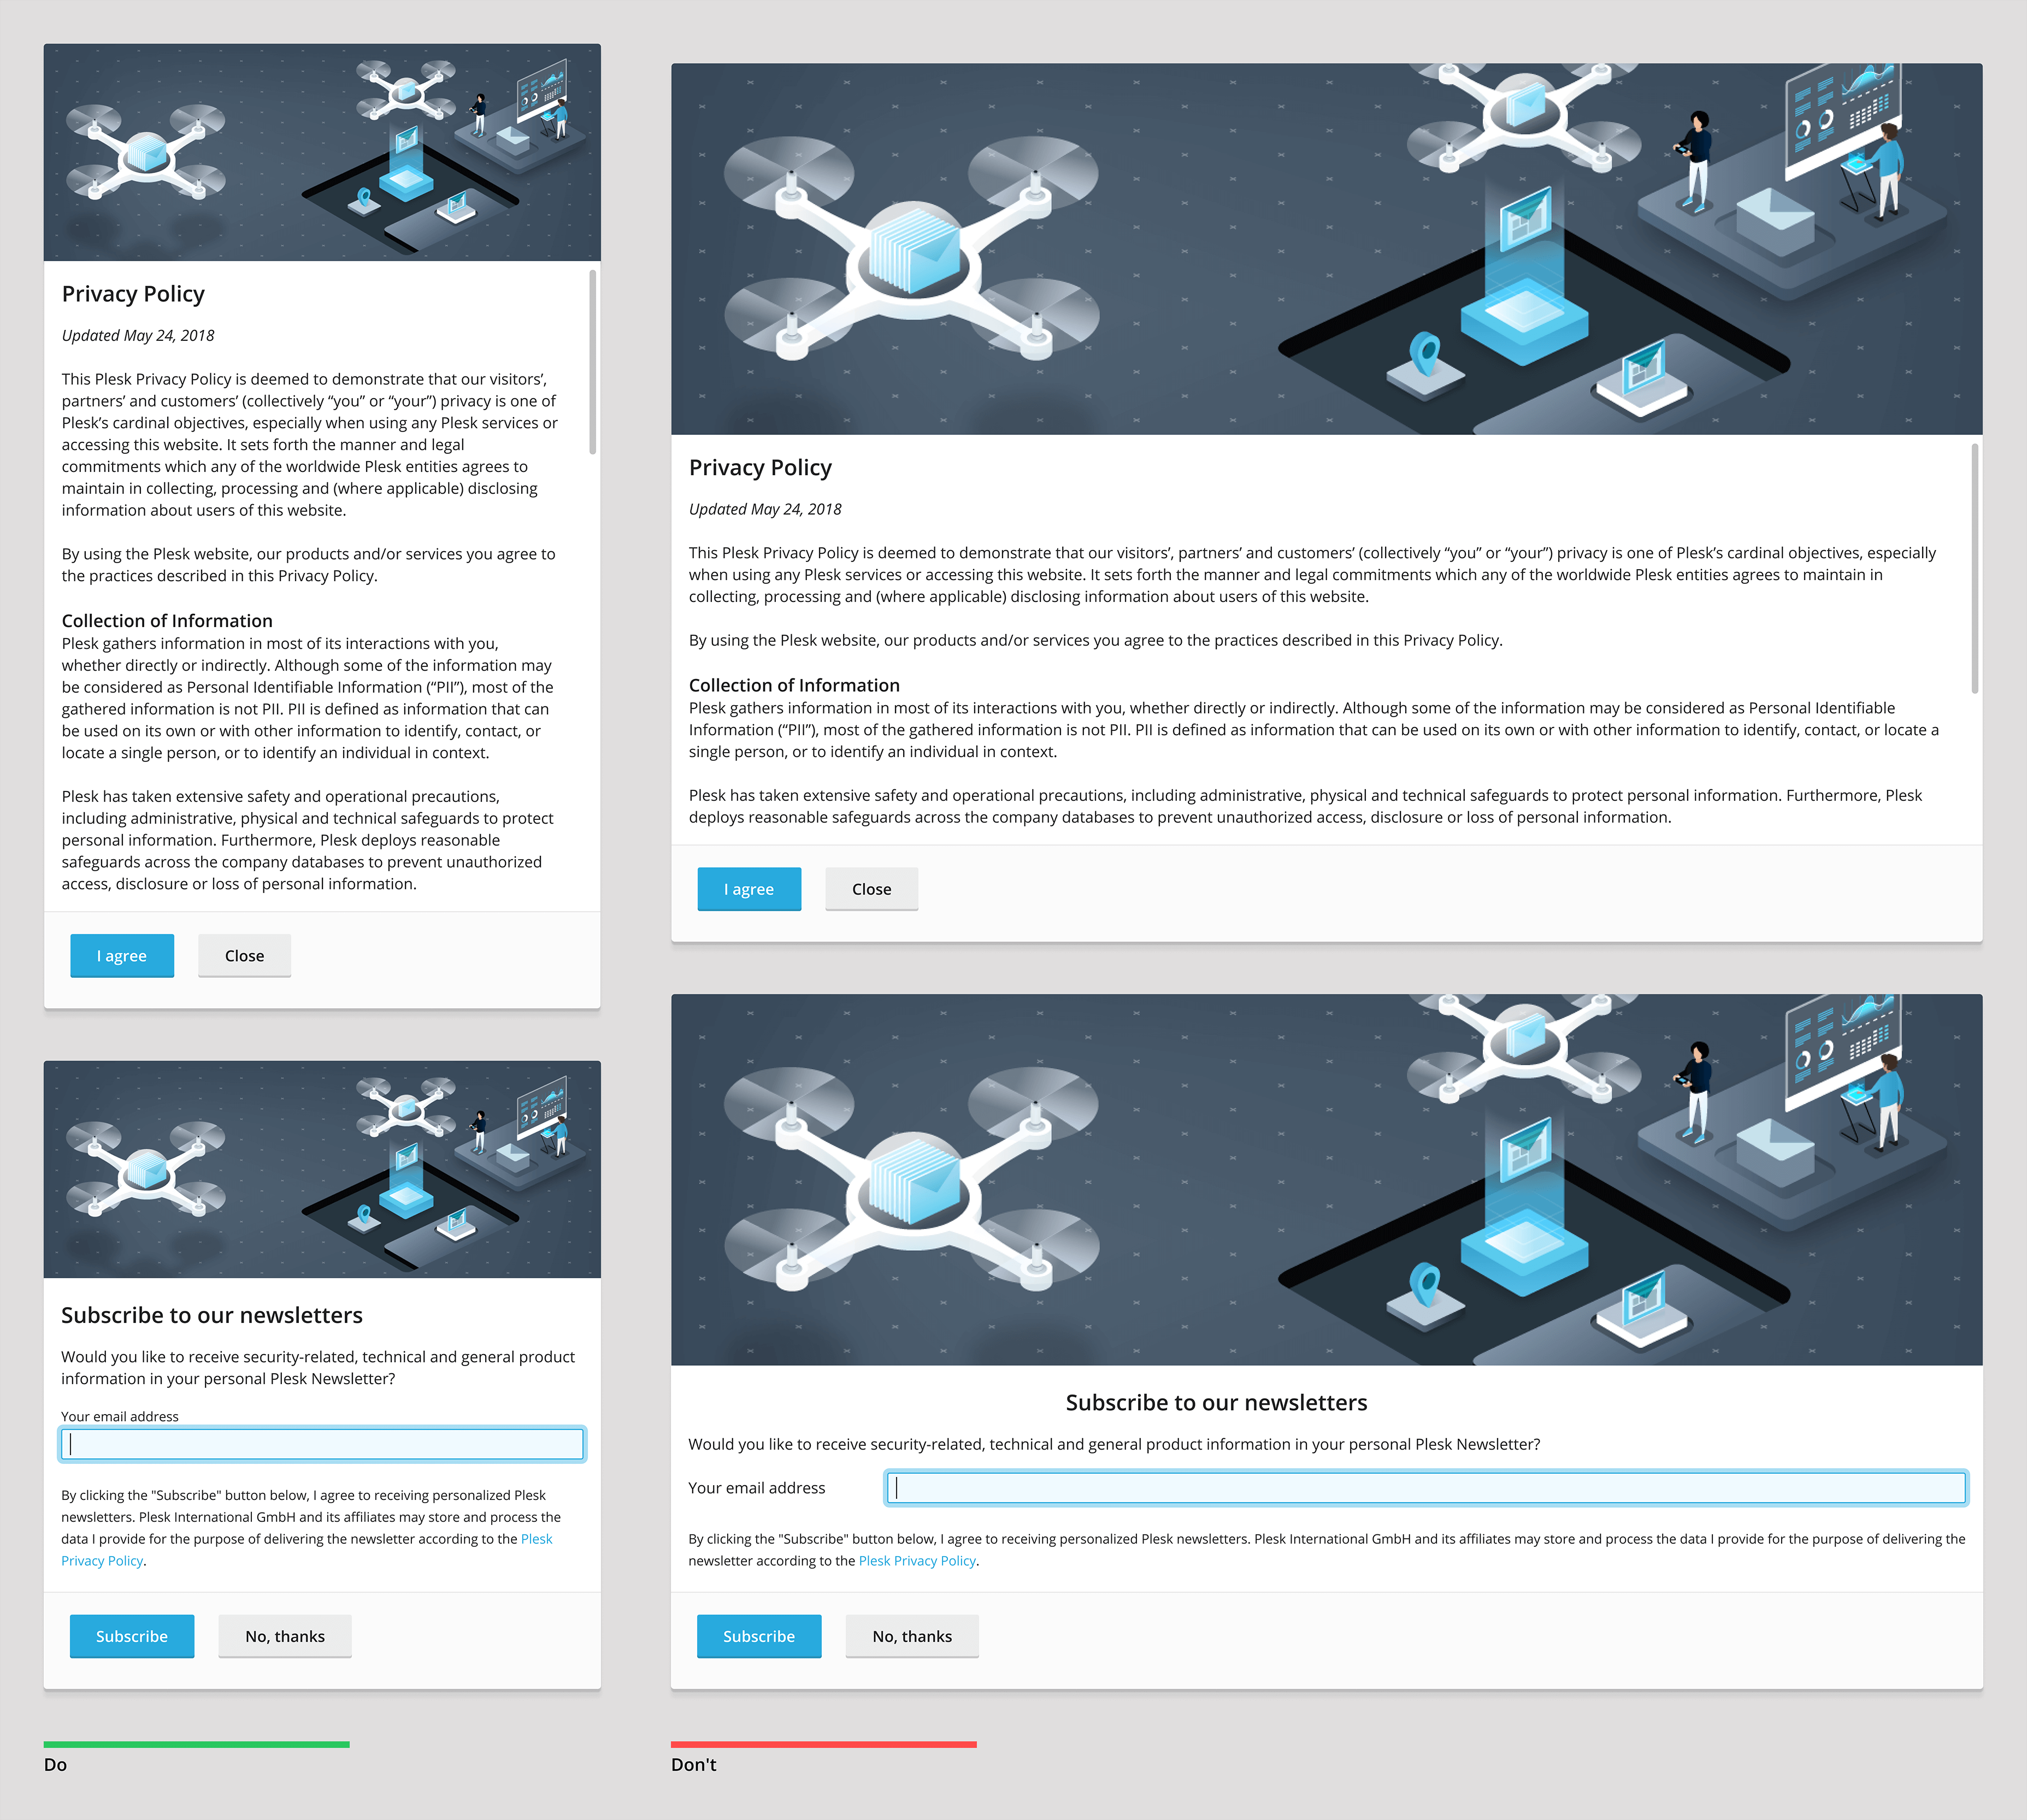 Privacy Policy
Updated May 24, 2018
This Plesk Privacy Policy is deemed to demonstrate that our visitors’,
partners’ and customers’ (collectively “you” or “your”) privacy is one of
Plesk’s cardinal objectives, especially when using any Plesk services or
accessing this website. It sets forth the manner and legal
commitments which any of the worldwide Plesk entities agrees to
maintain in collecting, processing and (where applicable) disclosing
information about users of this website.
By using the Plesk website, our products and/or services you agree to
the practices described in this Privacy Policy.
Collection of Information
Plesk gathers information in most of its interactions with you,
whether directly or indirectly. Although some of the information may
be considered as Personal Identifiable Information (“PII”), most of the
gathered information is not PII. PII is defined as information that can
be used on its own or with other information to identify, contact, or
locate a single person, or to identify an individual in context.
Plesk has taken extensive safety and operational precautions,
including administrative, physical and technical safeguards to protect
personal information. Furthermore, Plesk deploys reasonable
safeguards across the company databases to prevent unauthorized
access, disclosure or loss of personal information.
I agree
Close
Subscribe to our newsletters
Would you like to receive security-related, technical and general product
information in your personal Plesk Newsletter?
Your email address
By clicking the "Subscribe" button below, I agree to receiving personalized Plesk
newsletters. Plesk International GmbH and its affiliates may store and process the
data I provide for the purpose of delivering the newsletter according to the Plesk
Privacy Policy.
Subscribe
No, thanks
Do
Privacy Policy
Updated May 24, 2018
This Plesk Privacy Policy is deemed to demonstrate that our visitors’, partners’ and customers’ (collectively “you” or “your”) privacy is one of Plesk’s cardinal objectives, especially
when using any Plesk services or accessing this website. It sets forth the manner and legal commitments which any of the worldwide Plesk entities agrees to maintain in
collecting, processing and (where applicable) disclosing information about users of this website.
By using the Plesk website, our products and/or services you agree to the practices described in this Privacy Policy.
Collection of Information
Plesk gathers information in most of its interactions with you, whether directly or indirectly. Although some of the information may be considered as Personal Identifiable
Information (“PII”), most of the gathered information is not PII. PII is defined as information that can be used on its own or with other information to identify, contact, or locate a
single person, or to identify an individual in context.
Plesk has taken extensive safety and operational precautions, including administrative, physical and technical safeguards to protect personal information. Furthermore, Plesk
deploys reasonable safeguards across the company databases to prevent unauthorized access, disclosure or loss of personal information.
I agree
Close
Subscribe to our newsletters
Would you like to receive security-related, technical and general product information in your personal Plesk Newsletter?
Your email address
By clicking the "Subscribe" button below, I agree to receiving personalized Plesk newsletters. Plesk International GmbH and its affiliates may store and process the data I provide for the purpose of delivering the
newsletter according to the Plesk Privacy Policy.
Subscribe
No, thanks
Don't